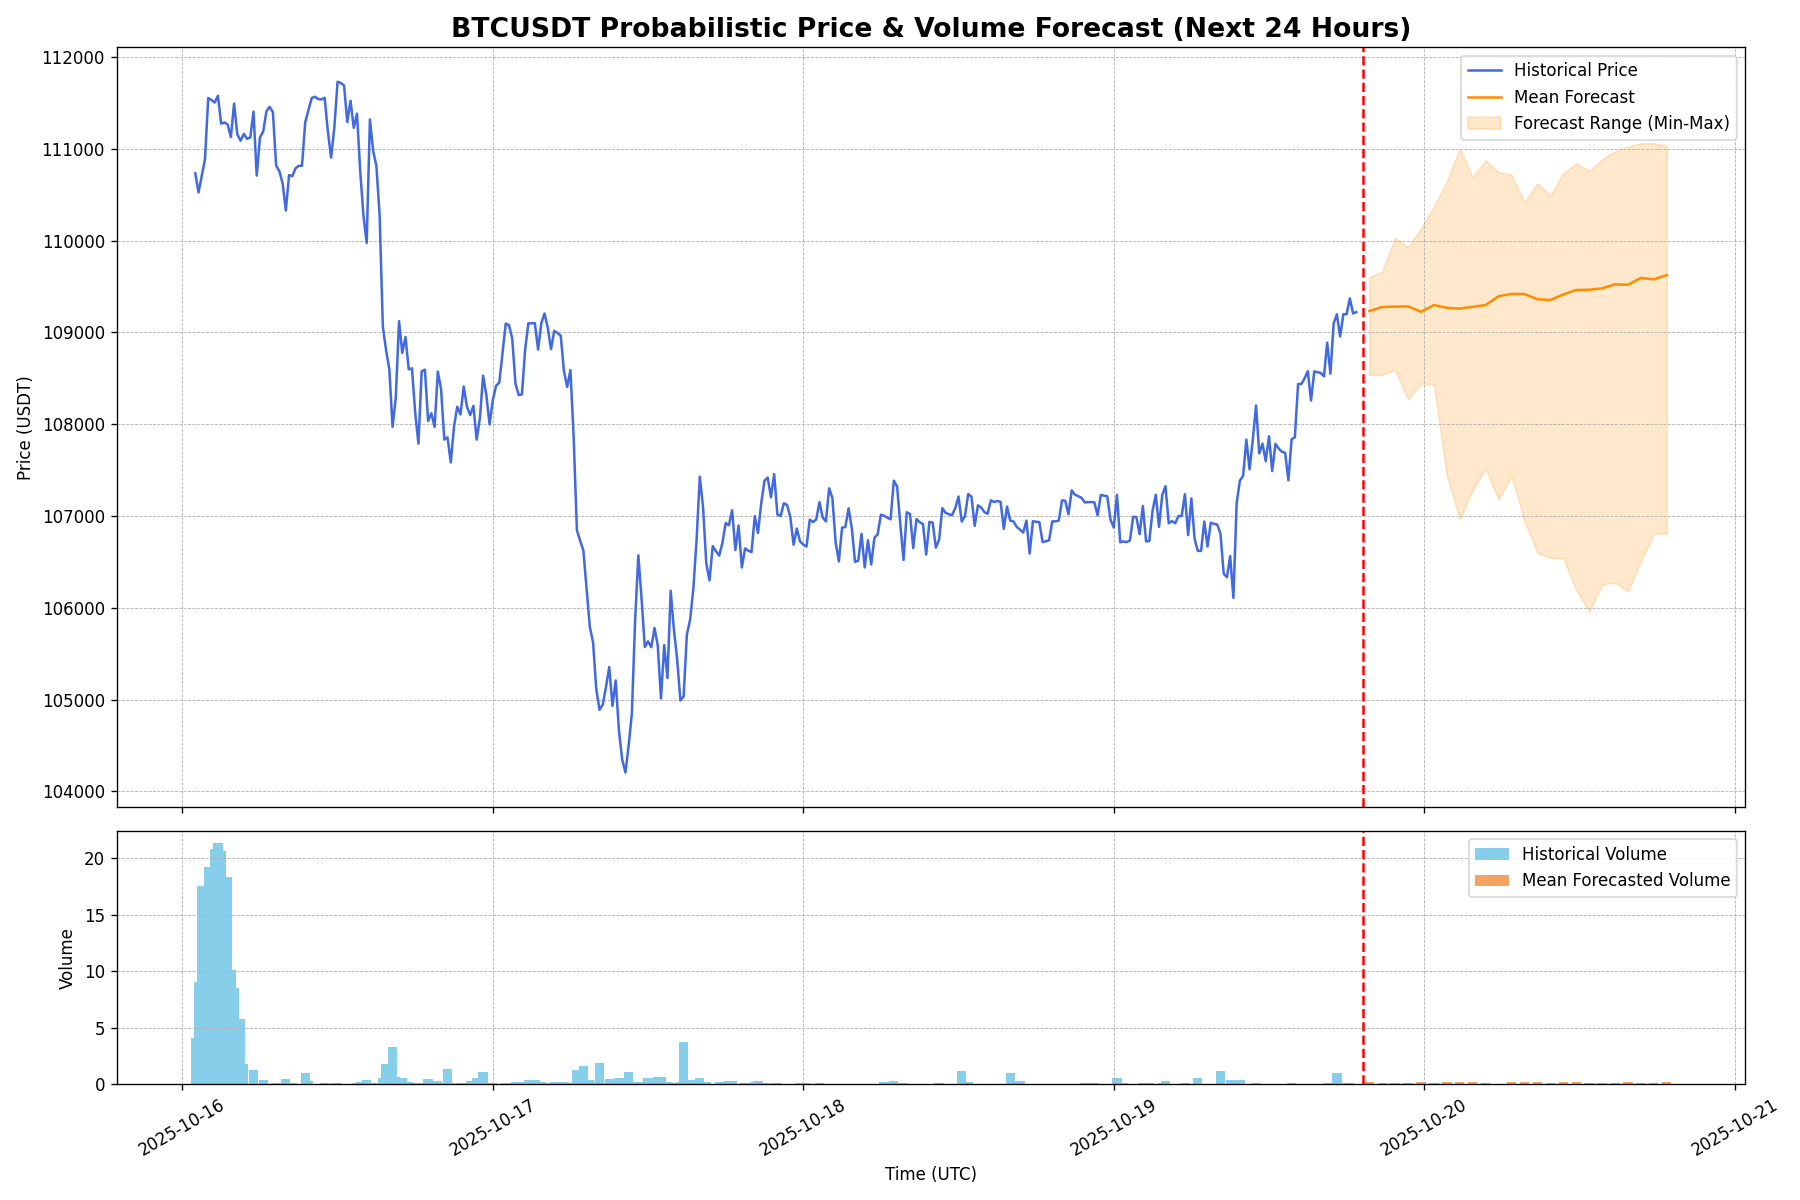 BTCUSDT Probabilistic Price & Volume Forecast (Next 24 Hours)
112000
111000
110000
109000
108000
107000
106000
105000
104000
Price (USDT)
Historical Price
Mean Forecast
Forecast Range (Min-Max)
20
15
10
5
0
Volume
Historical Volume
Mean Forecasted Volume
2025-10-16
2025-10-17
2025-10-18
2025-10-19
2025-10-20
2025-10-21
Time (UTC)